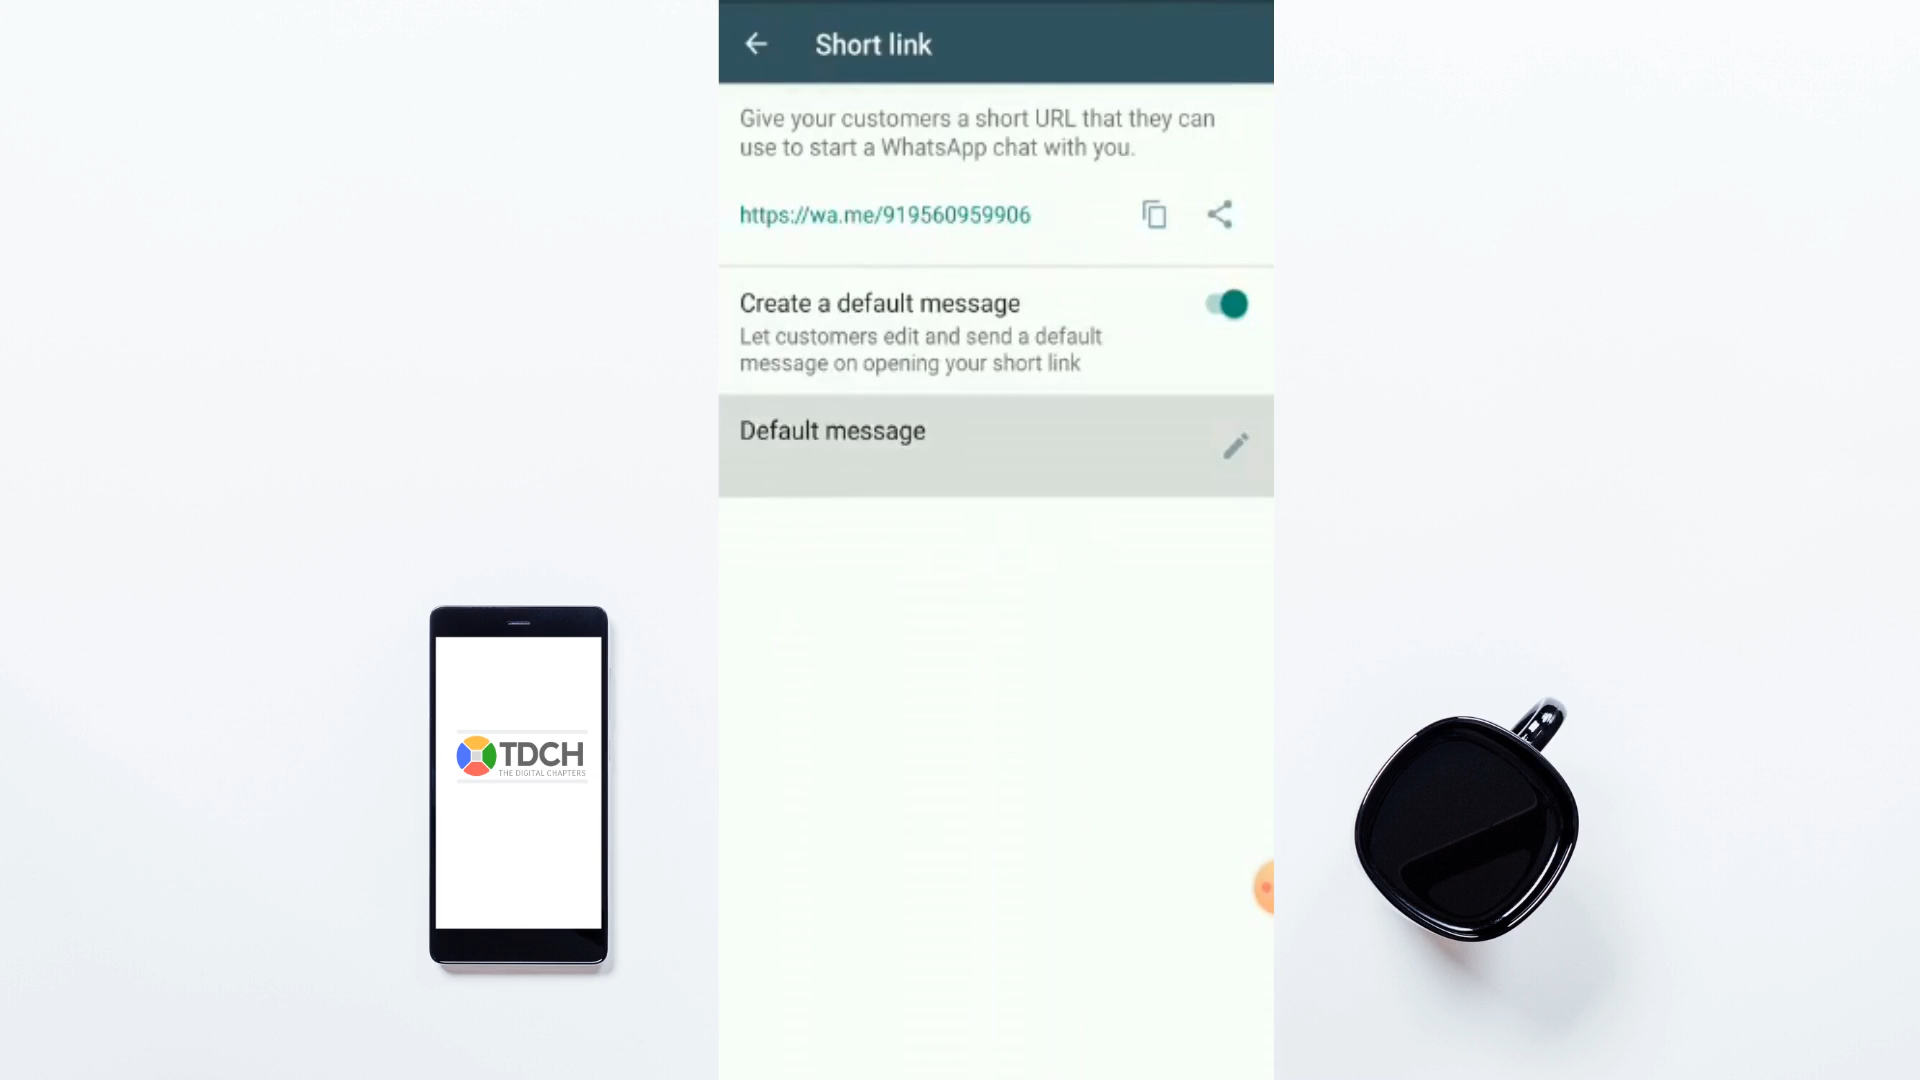 Short link
Give your customers a short URL that they can
use to start a WhatsApp chat with you.
https://wa.me/919560959906
Create a default message
Let customers edit and send a default
message on opening your short link
Default message
TDCH
THE DIGITAL CHAPTERS